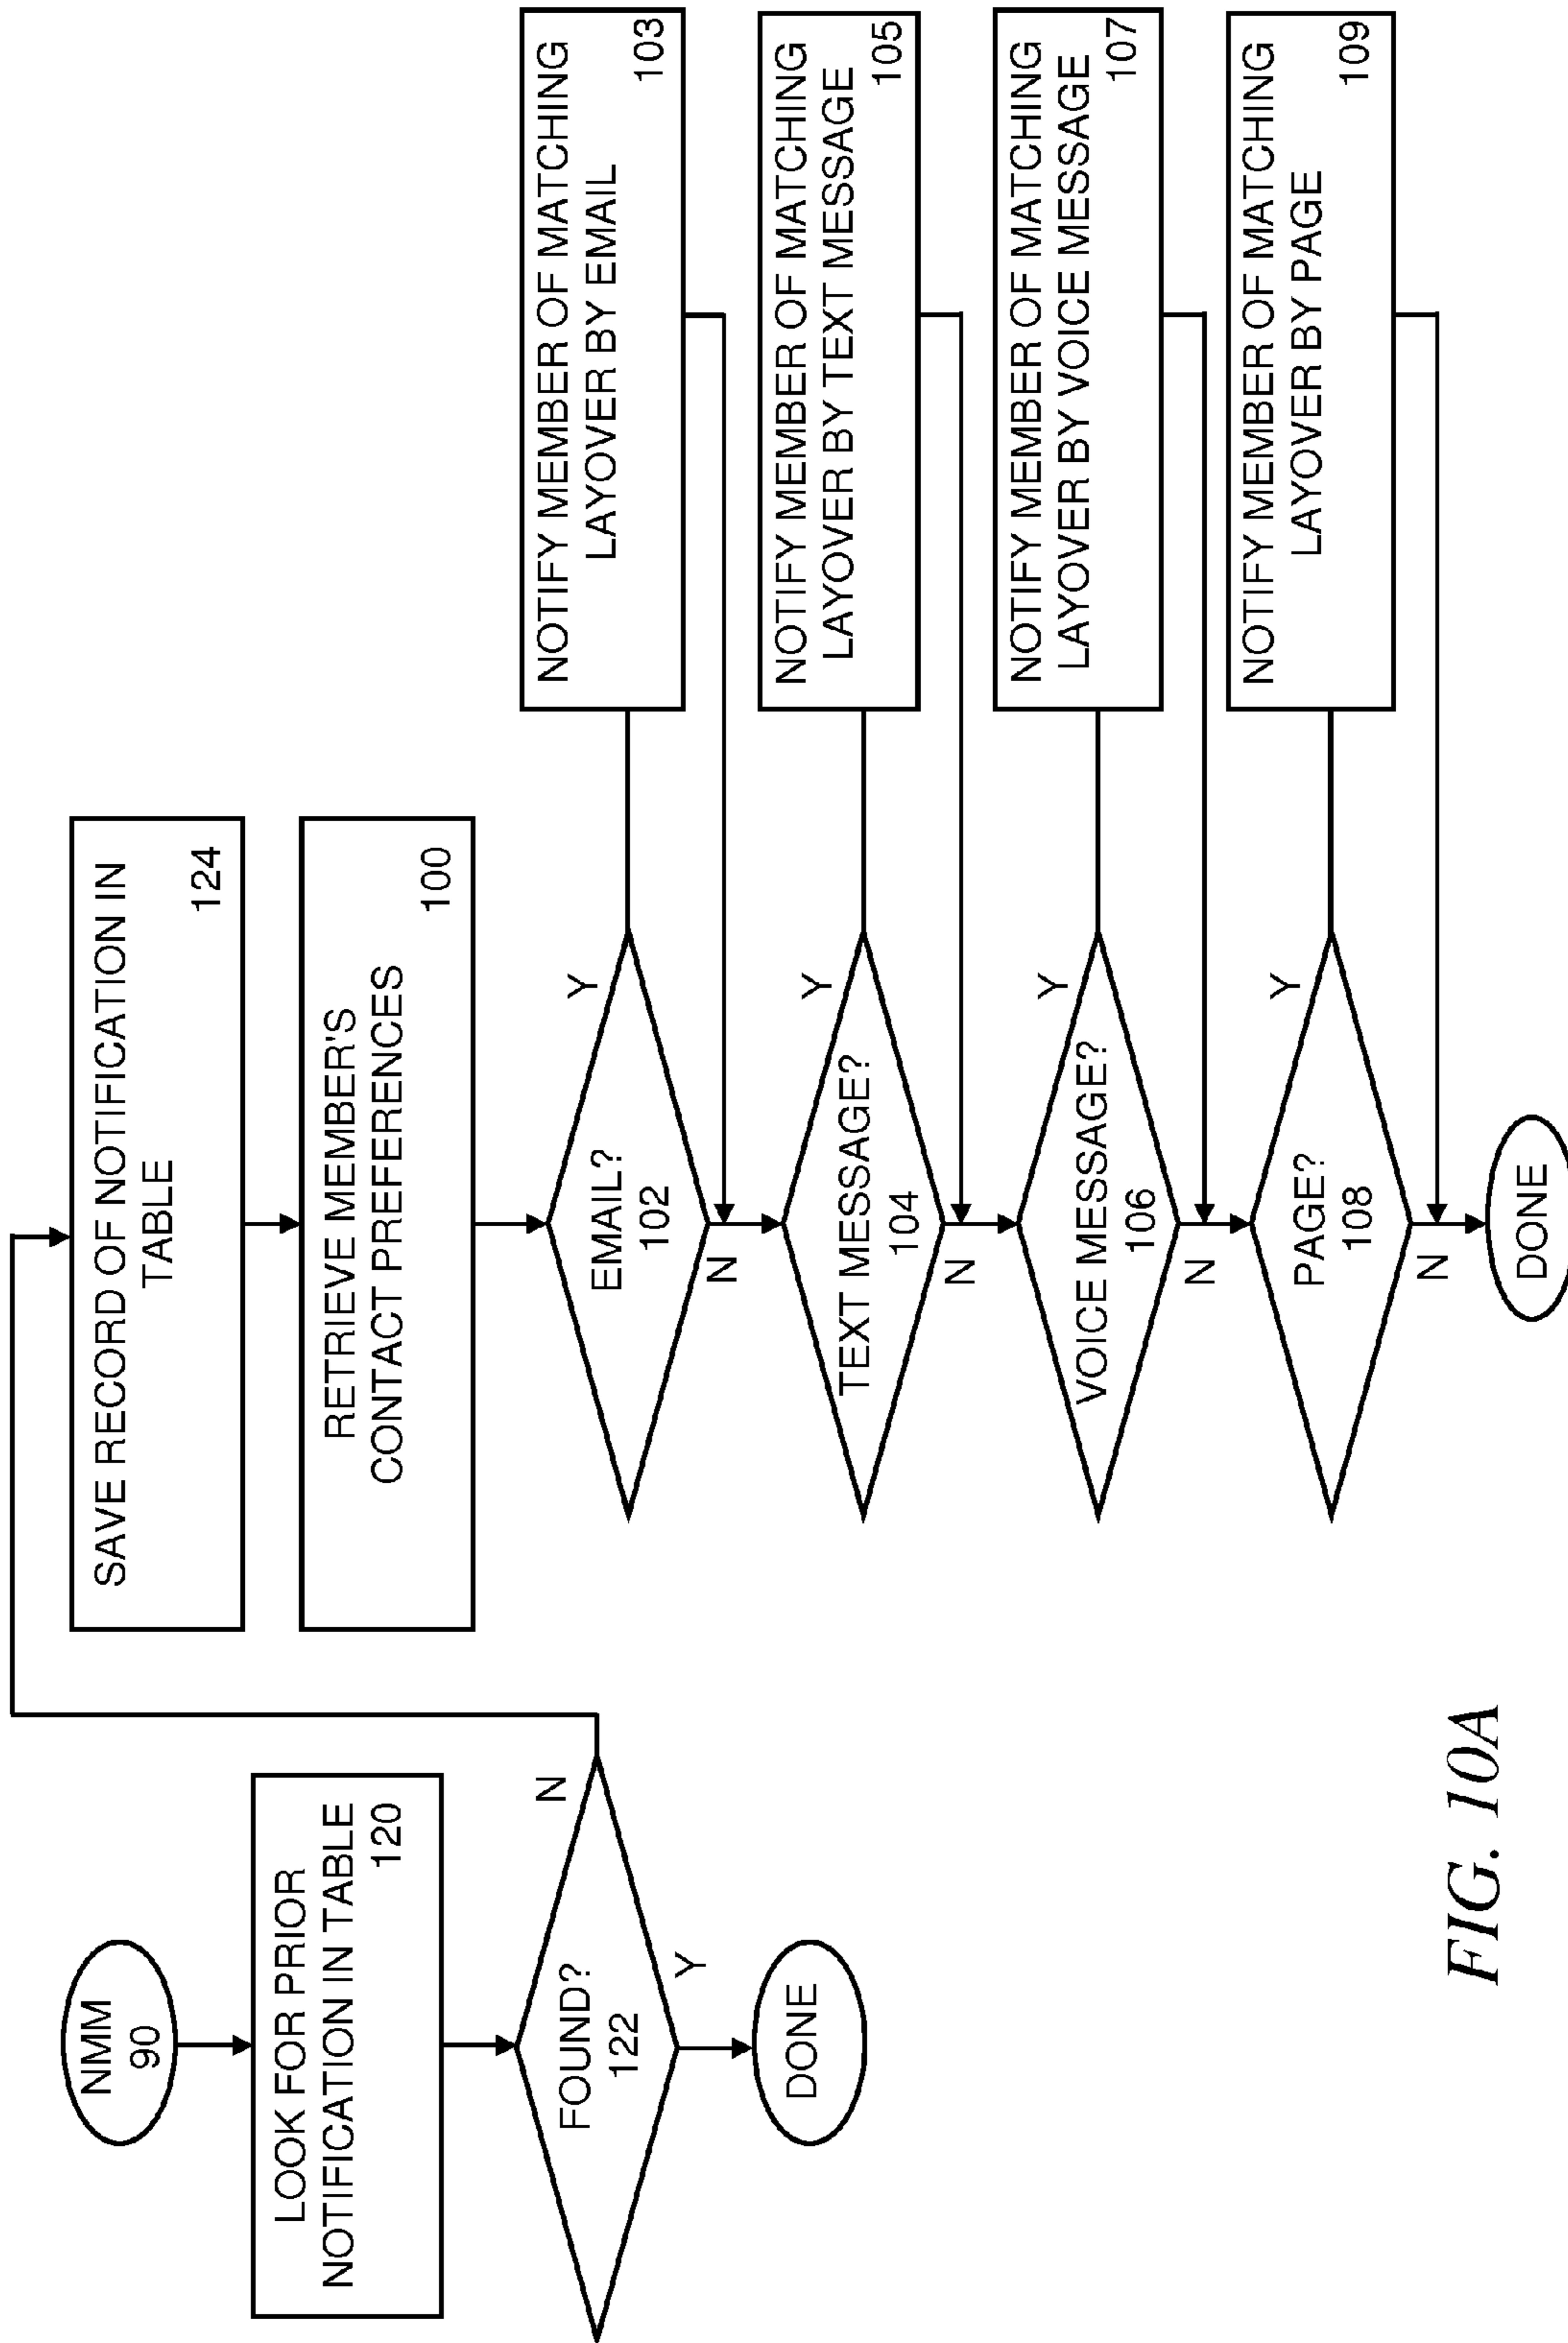 NMM
90
LOOK FOR PRIOR
NOTIFICATION IN TABLE
120
FOUND?
122
N
Y
DONE
SAVE RECORD OF NOTIFICATION IN
TABLE
124
RETRIEVE MEMBER'S
CONTACT PREFERENCES
100
EMAIL?
102
Y
N
NOTIFY MEMBER OF MATCHING
LAYOVER BY EMAIL
103
TEXT MESSAGE?
104
Y
N
NOTIFY MEMBER OF MATCHING
LAYOVER BY TEXT MESSAGE
105
VOICE MESSAGE?
106
Y
N
NOTIFY MEMBER OF MATCHING
LAYOVER BY VOICE MESSAGE
107
PAGE?
108
Y
N
NOTIFY MEMBER OF MATCHING
LAYOVER BY PAGE
109
DONE
FIG. 10A